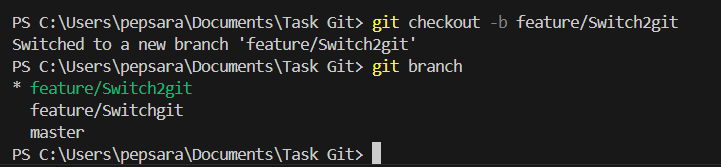 PS C:\Users\pepsara\Documents\Task Git> git checkout -b feature/Switch2git
Switched to a new branch 'feature/Switch2git'
PS C:\Users\pepsara\Documents\Task Git> git branch
* feature/Switch2git
  feature/Switchgit
  master
PS C:\Users\pepsara\Documents\Task Git>